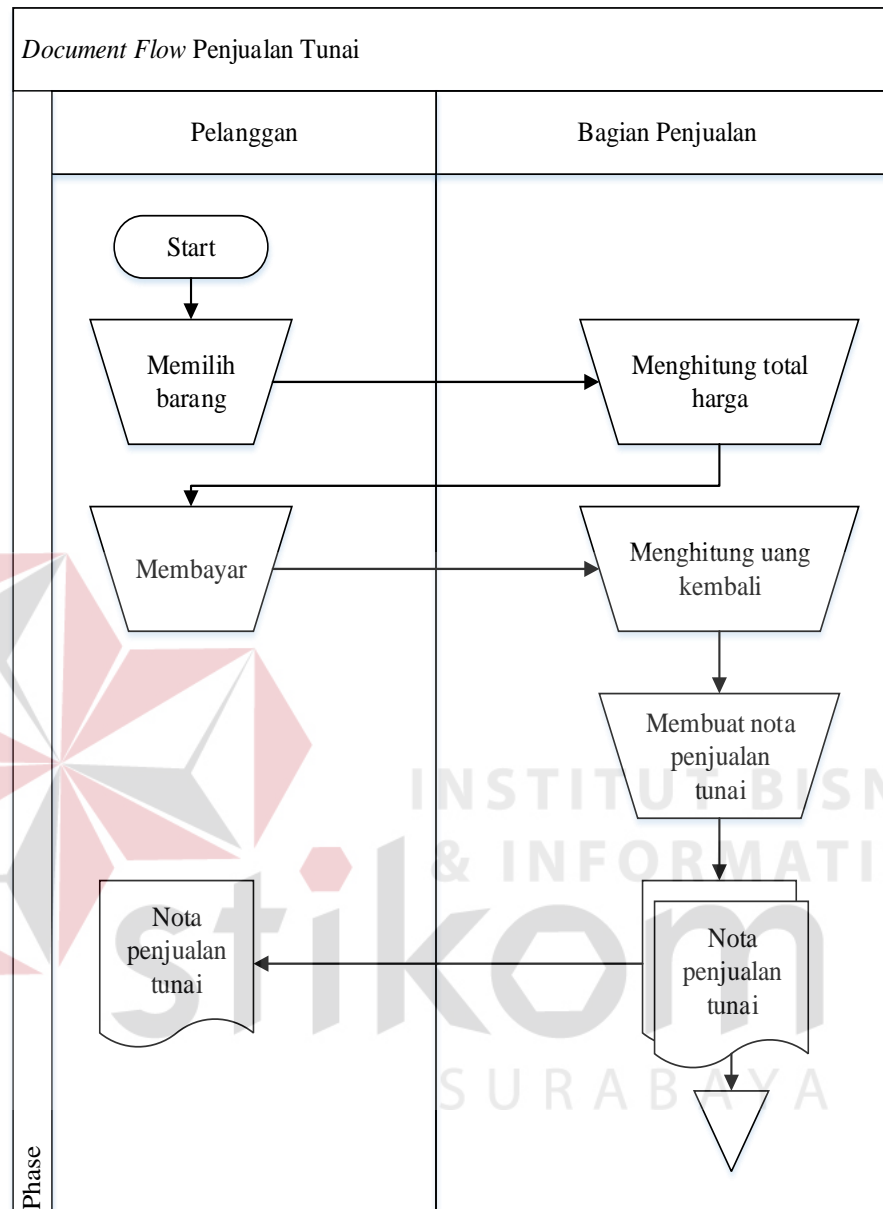 Document Flow Penjualan Tunai
Pelanggan
Bagian Penjualan
Start
Memilih
barang
Menghitung total
harga
Membayar
Menghitung uang
kembali
Membuat nota
penjualan
tunai
INSTITUT BISN
& INFORMATI
stikom
SURABAYA
Nota
penjualan
tunai
Nota
penjualan
tunai
Phase